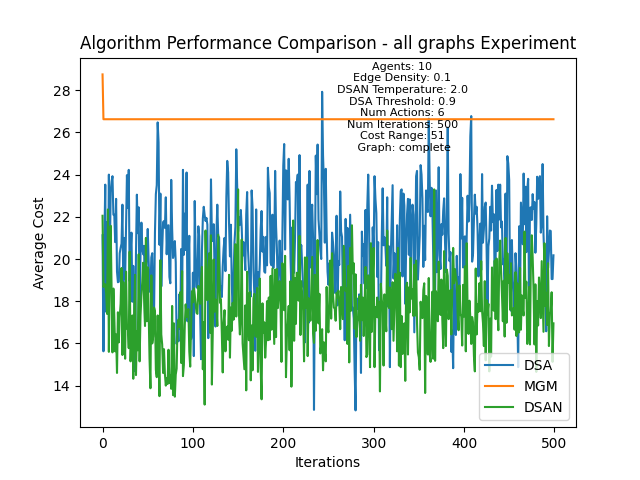 Algorithm Performance Comparison - all graphs Experiment
Agents: 10
Edge Density: 0.1
DSAN Temperature: 2.0
DSA Threshold: 0.9
Num Actions: 6
Num Iterations: 500
Cost Range: 51
Graph: complete
28
26
24
22
20
18
16
14
Average Cost
DSA
MGM
DSAN
0
100
200
300
400
500
Iterations